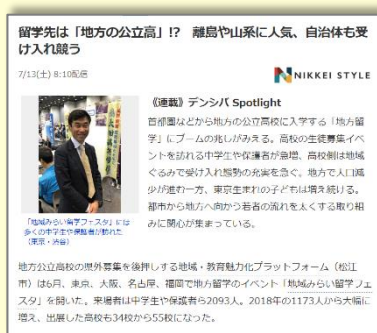 留学先は「地方の公立高」!? 離島や山系に人気、自治体も受
け入れ競う
7/13(土) 8:10配信
NIKKEI STYLE
《連載》デンシバ Spotlight
首都圏などから地方の公立高校に入学する「地方留
学」にブームの兆しがみえる。高校の生徒募集イベ
ントを訪れる中学生や保護者が急増、高校側は地域
ぐるみで受け入れ態勢の充実を急ぐ。地方で人口減
少が進む一方、東京生まれの子どもは増え続ける。
都市から地方へ向かう若者の流れを太くする取り組
みに関心が集まっている。
「地域みらい留学フェスタ」には
多くの中学生や保護者が訪れた
（東京・渋谷）
地方公立高校の県外募集を後押しする地域・教育魅力化プラットフォーム（松江
市）は6月、東京、大阪、名古屋、福岡で地方留学のイベント「地域みらい留学フェ
スタ」を開いた。来場者は中学生や保護者ら2093人。2018年の1173人から大幅に
増え、出展した高校も34校から55校になった。